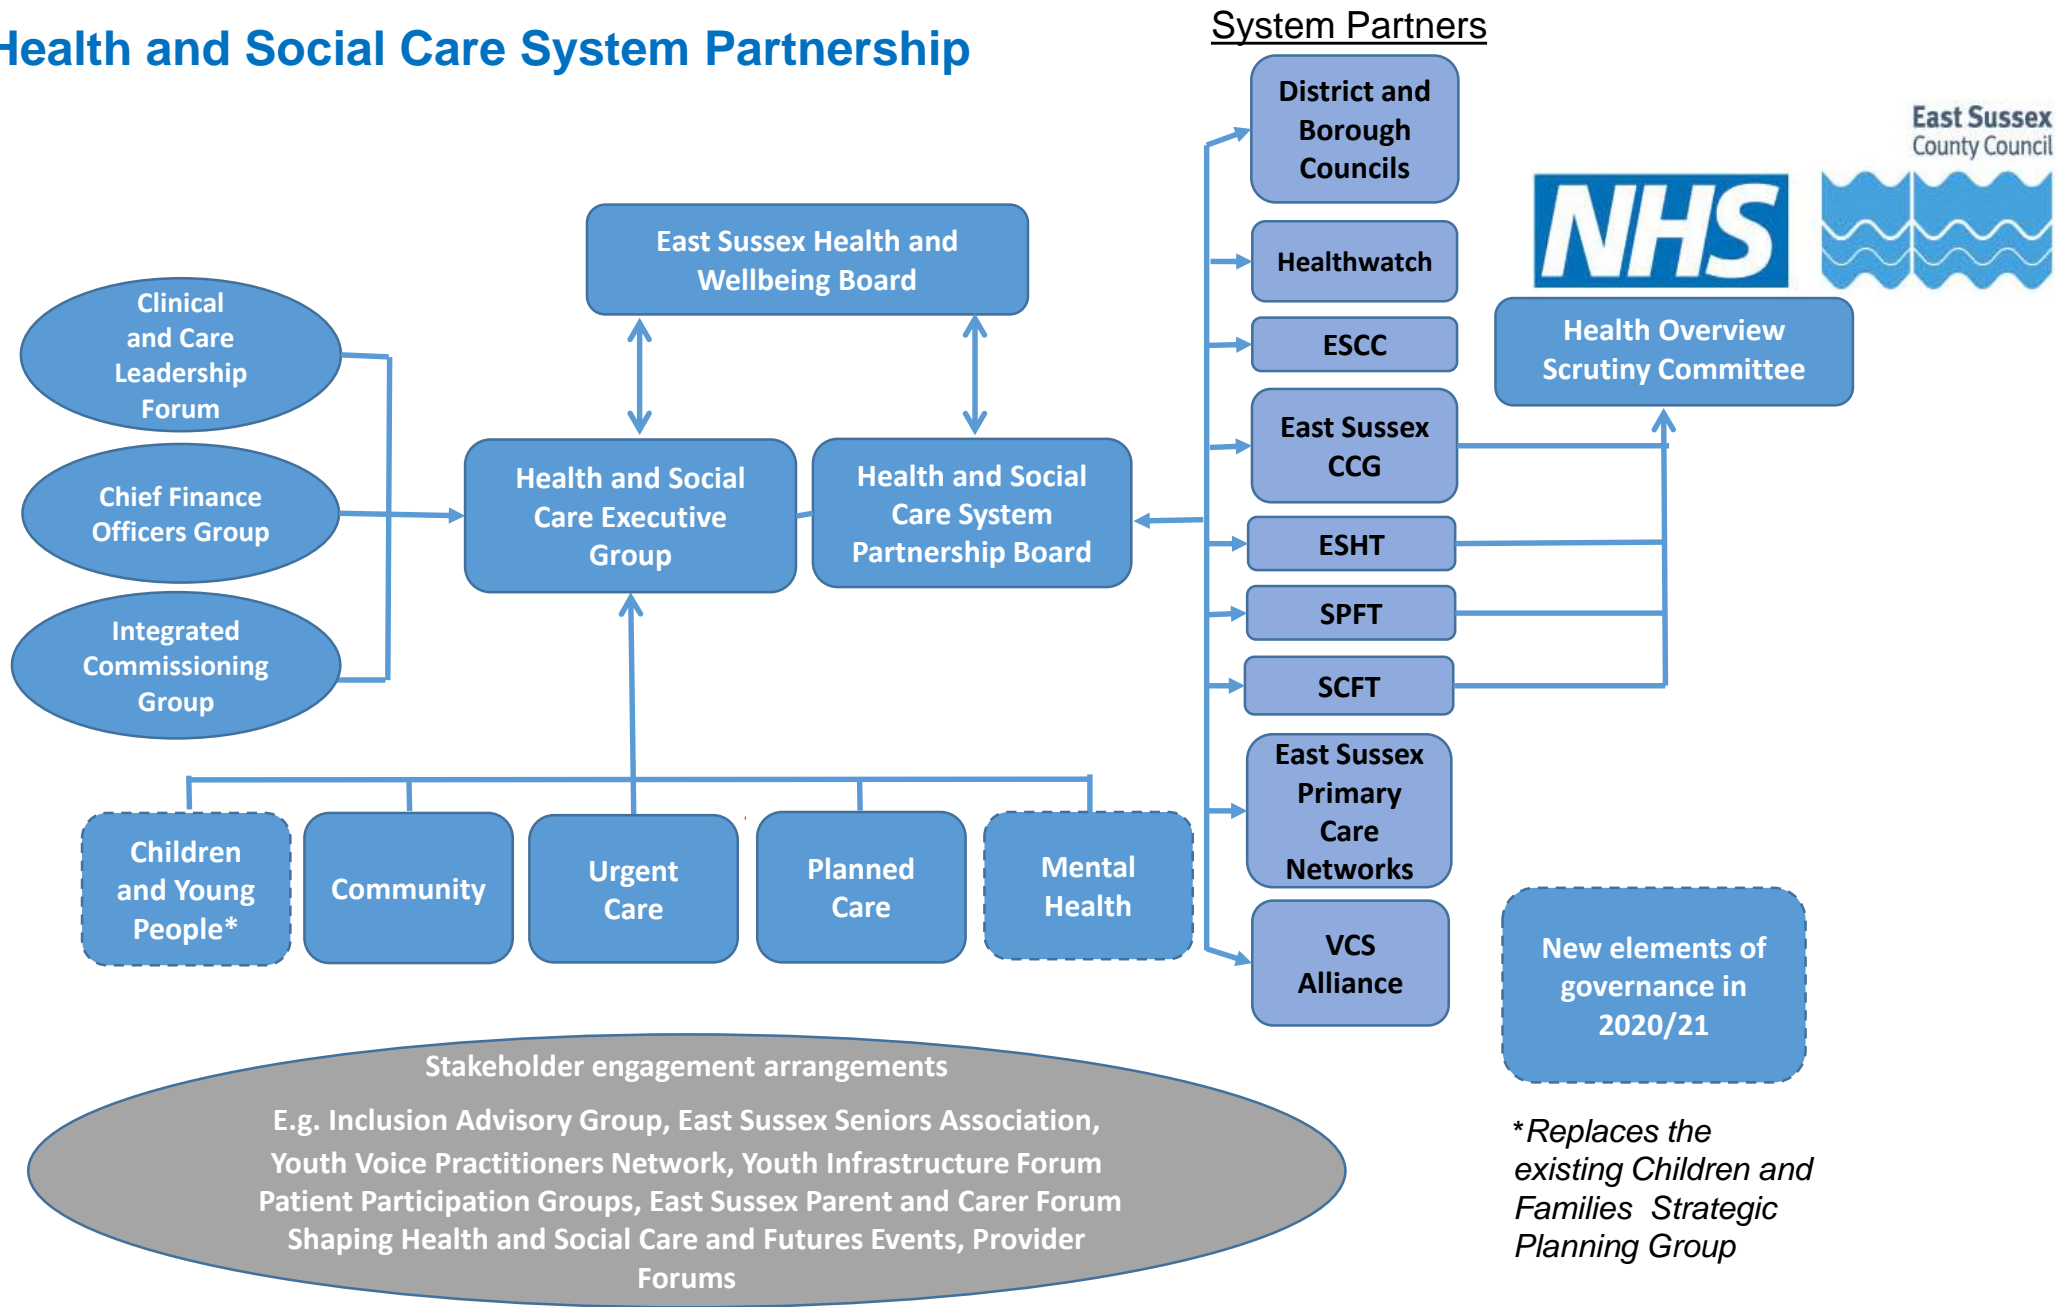 Health and Social Care System Partnership
System Partners
District and
Borough
Councils
Healthwatch
ESCC
East Sussex
CCG
ESHT
SPFT
SCFT
East Sussex
Primary
Care
Networks
VCS
Alliance
East Sussex
County Council
NHS
Health Overview
Scrutiny Committee
East Sussex Health and
Wellbeing Board
Clinical
and Care
Leadership
Forum
Chief Finance
Officers Group
Integrated
Commissioning
Group
Health and Social
Care Executive
Group
Health and Social
Care System
Partnership Board
Children
and Young
People*
Community
Urgent
Care
Planned
Care
Mental
Health
New elements of
governance in
2020/21
Stakeholder engagement arrangements
E.g. Inclusion Advisory Group, East Sussex Seniors Association,
Youth Voice Practitioners Network, Youth Infrastructure Forum
Patient Participation Groups, East Sussex Parent and Carer Forum
Shaping Health and Social Care and Futures Events, Provider
Forums
*Replaces the
existing Children and
Families Strategic
Planning Group